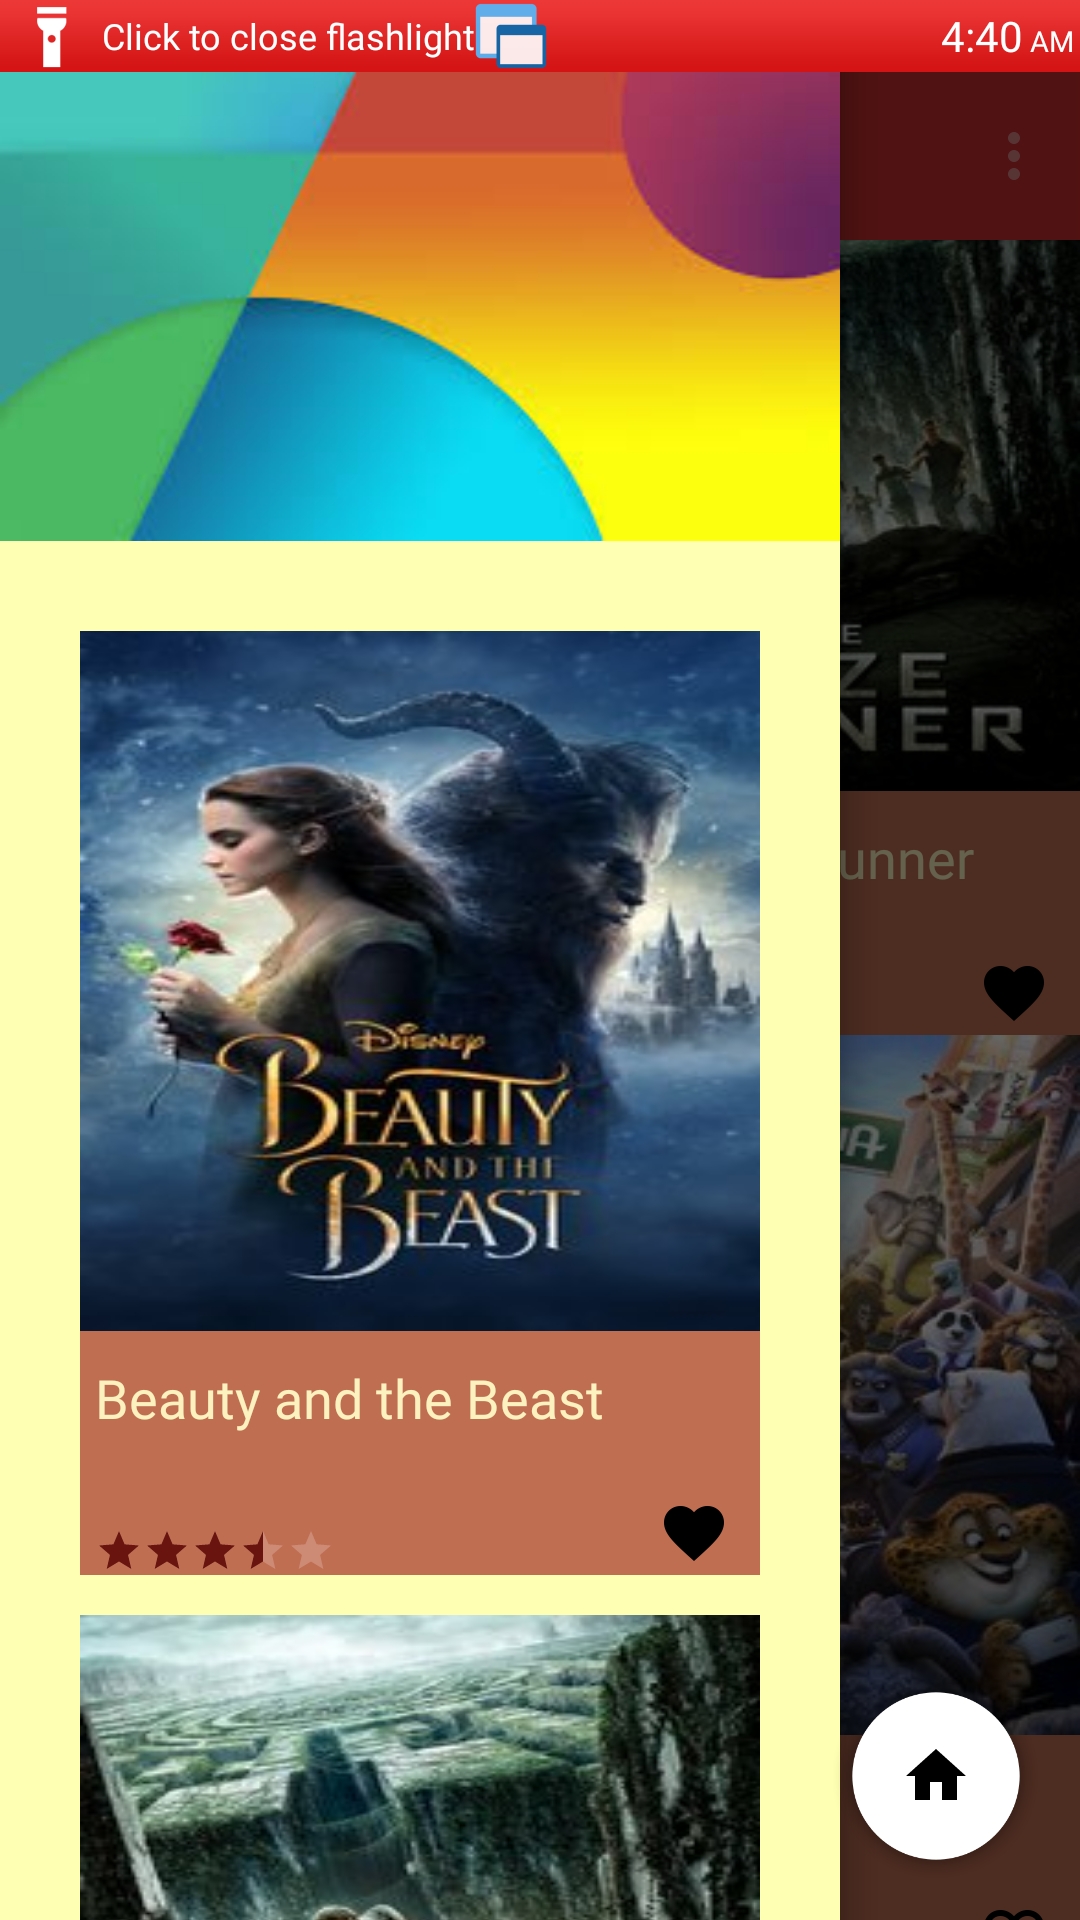 Click to close flashlight
4:40 AM
E
ZE
NER
unner
Disney
BEAUTY
AND THE
BEAST
Beauty and the Beast